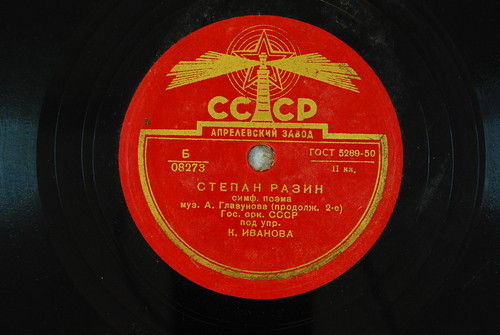 СССР
АПРЕЛЕВСКИЙ ЗАВОД
Б
08273
ГОСТ 5289-50
11 кл.
СТЕПАН РАЗИН
симф. поэма
муз. А. Глазунова (продолж. 2-е)
Гос. орк. СССР
под упр.
К. ИВАНОВА